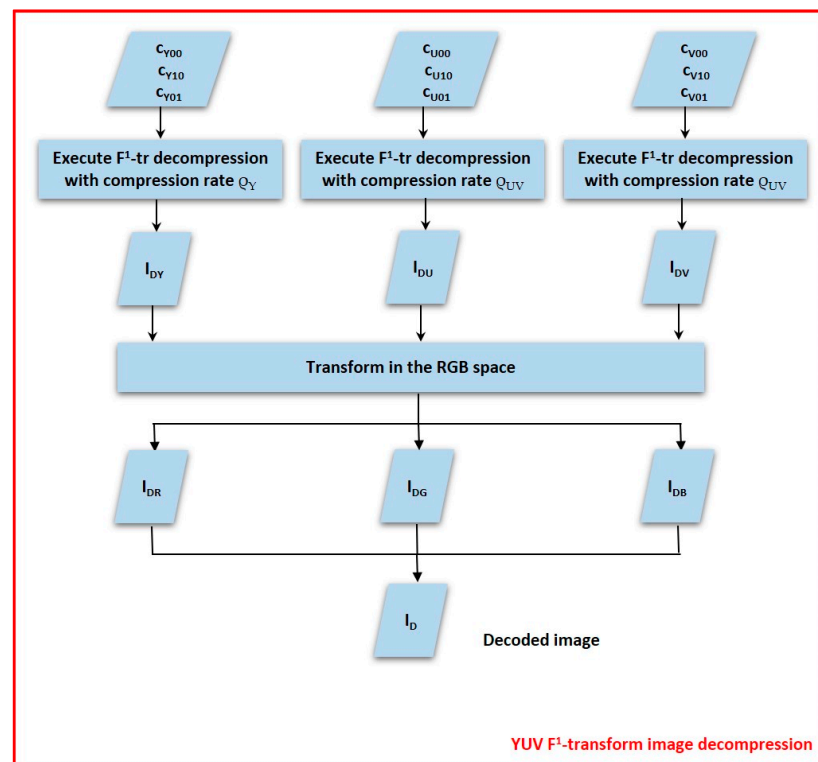 cY00
cY10
cY01
cU00
cU10
cU01
cV00
cV10
cV01
Execute F¹-tr decompression
with compression rate ϱY
Execute F¹-tr decompression
with compression rate ϱUV
Execute F¹-tr decompression
with compression rate ϱUV
IDY
IDU
IDV
Transform in the RGB space
IDR
IDG
IDB
ID
Decoded image
YUV F¹-transform image decompression